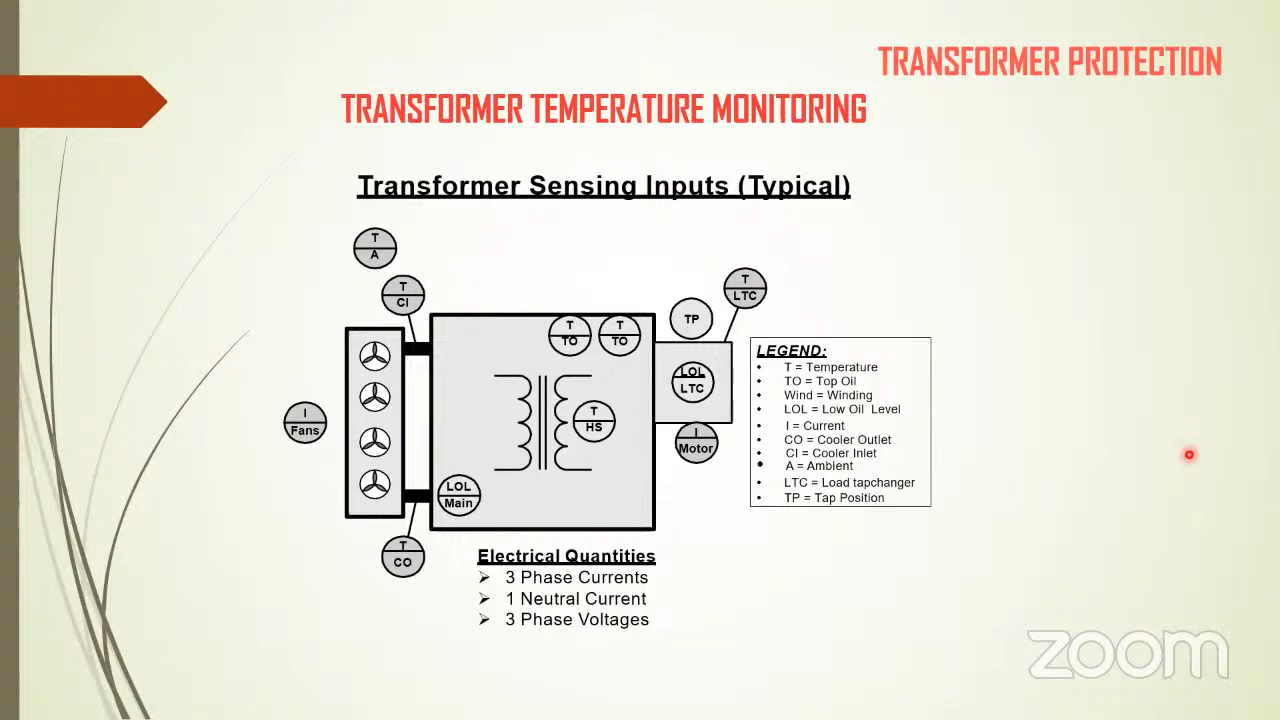 TRANSFORMER PROTECTION
TRANSFORMER TEMPERATURE MONITORING
Transformer Sensing Inputs (Typical)
T
A
T
CI
T
LTC
T
TO
T
TO
TP
LOL
LTC
T
HS
I
Fans
I
Motor
LOL
Main
T
CO
LEGEND:
• T = Temperature
• TO = Top Oil
• Wind = Winding
• LOL = Low Oil Level
• I = Current
• CO = Cooler Outlet
• CI = Cooler Inlet
• A = Ambient
• LTC = Load tapchanger
• TP = Tap Position
Electrical Quantities
➢ 3 Phase Currents
➢ 1 Neutral Current
➢ 3 Phase Voltages
zoom